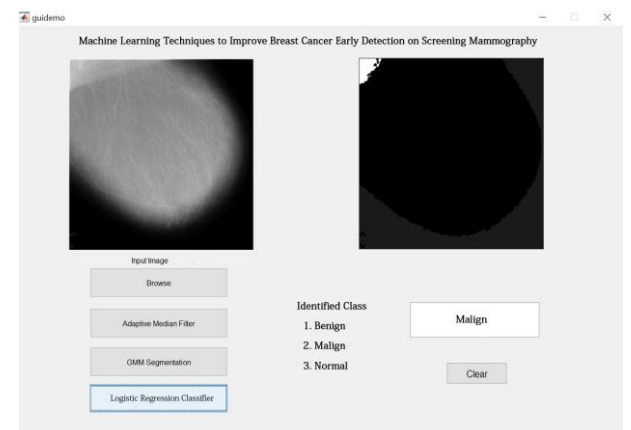 guidemo
Machine Learning Techniques to Improve Breast Cancer Early Detection on Screening Mammography
Input Image
Browse
Adaptive Median Filter
GMM Segmentation
Logistic Regression Classifier
Identified Class
1. Benign
2. Malign
3. Normal
Malign
Clear